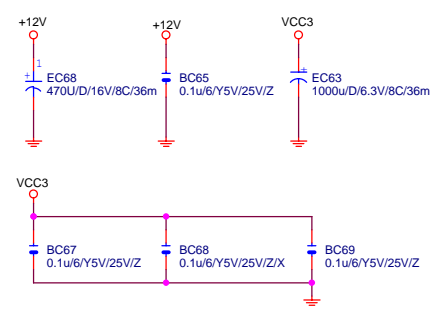 +12V
+12V
VCC3
1
+
EC68
470U/D/16V/8C/36m
BC65
0.1u/6/Y5V/25V/Z
+
EC63
1000u/D/6.3V/8C/36m
VCC3
BC67
0.1u/6/Y5V/25V/Z
BC68
0.1u/6/Y5V/25V/Z/X
BC69
0.1u/6/Y5V/25V/Z